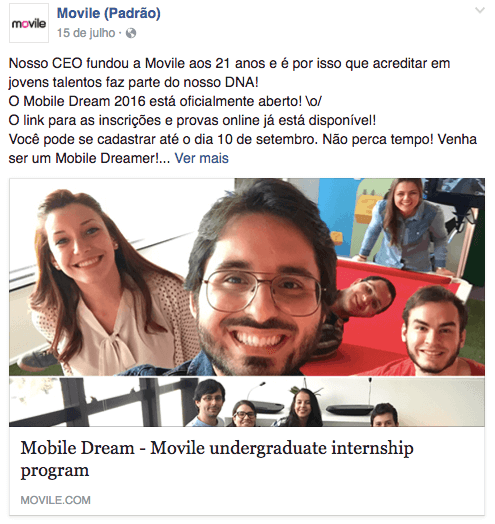 movile
Movile (Padrão)
15 de julho ·
Nosso CEO fundou a Movile aos 21 anos e é por isso que acreditar em
jovens talentos faz parte do nosso DNA!
O Mobile Dream 2016 está oficialmente aberto! \o/
O link para as inscrições e provas online já está disponível!
Você pode se cadastrar até o dia 10 de setembro. Não perca tempo! Venha
ser um Mobile Dreamer!... Ver mais
Mobile Dream - Movile undergraduate internship
program
MOVILE.COM